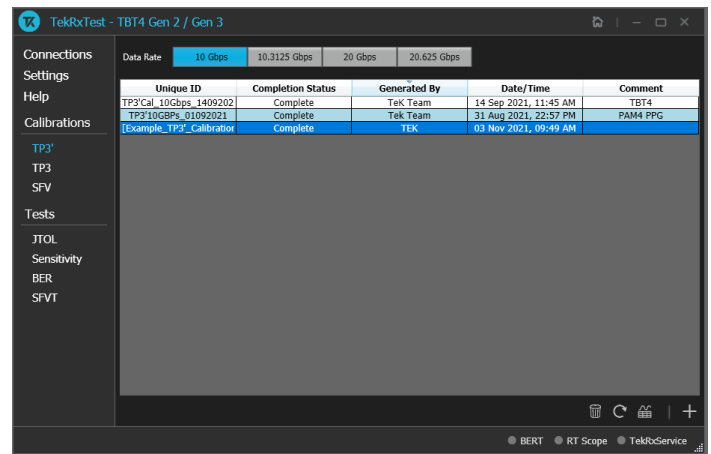 TK TekRxTest - TBT4 Gen 2 / Gen 3
Connections
Settings
Help
Calibrations
TP3'
TP3
SFV
Tests
JTOL
Sensitivity
BER
SFVT
Data Rate 10 Gbps 10.3125 Gbps 20 Gbps 20.625 Gbps
Unique ID Completion Status Generated By Date/Time Comment
TP3'Cal_10Gbps_1409202 Complete TeK Team 14 Sep 2021, 11:45 AM TBT4
TP3'10GBPs_01092021 Complete Tek Team 31 Aug 2021, 22:57 PM PAM4 PPG
[Example_TP3'_Calibration Complete TEK 03 Nov 2021, 09:49 AM
BERT RT Scope TekRxService